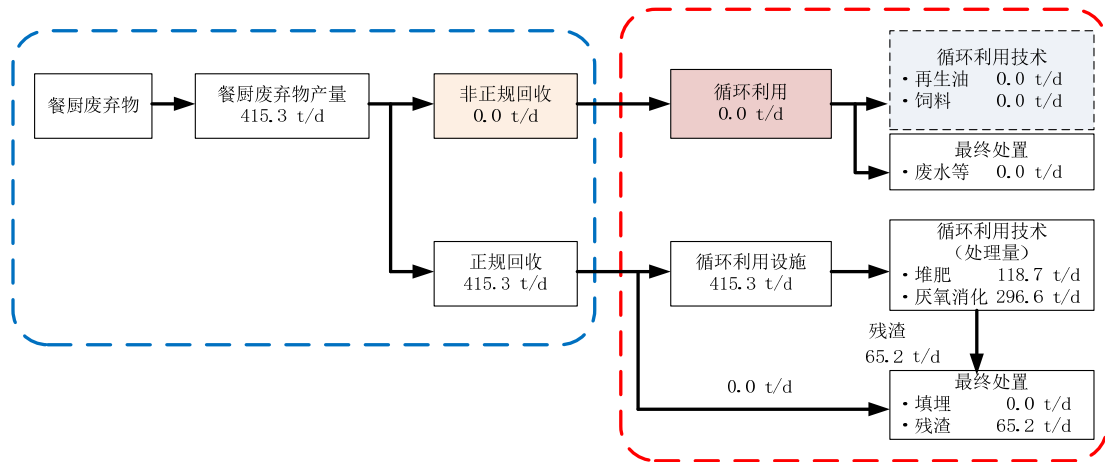 餐厨废弃物
餐厨废弃物产量
415.3 t/d
非正规回收
0.0 t/d
循环利用
0.0 t/d
循环利用技术
·再生油 0.0 t/d
·饲料 0.0 t/d
最终处置
·废水等 0.0 t/d
正规回收
415.3 t/d
循环利用设施
415.3 t/d
循环利用技术
（处理量）
·堆肥 118.7 t/d
·厌氧消化 296.6 t/d
残渣
65.2 t/d
0.0 t/d
最终处置
·填埋 0.0 t/d
·残渣 65.2 t/d